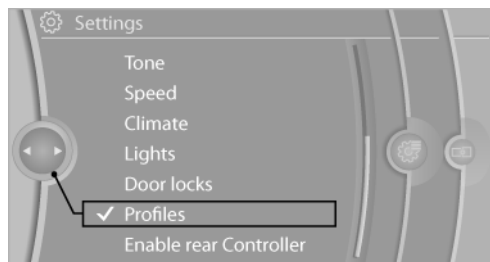 Settings
Tone
Speed
Climate
Lights
Door locks
Profiles
Enable rear Controller